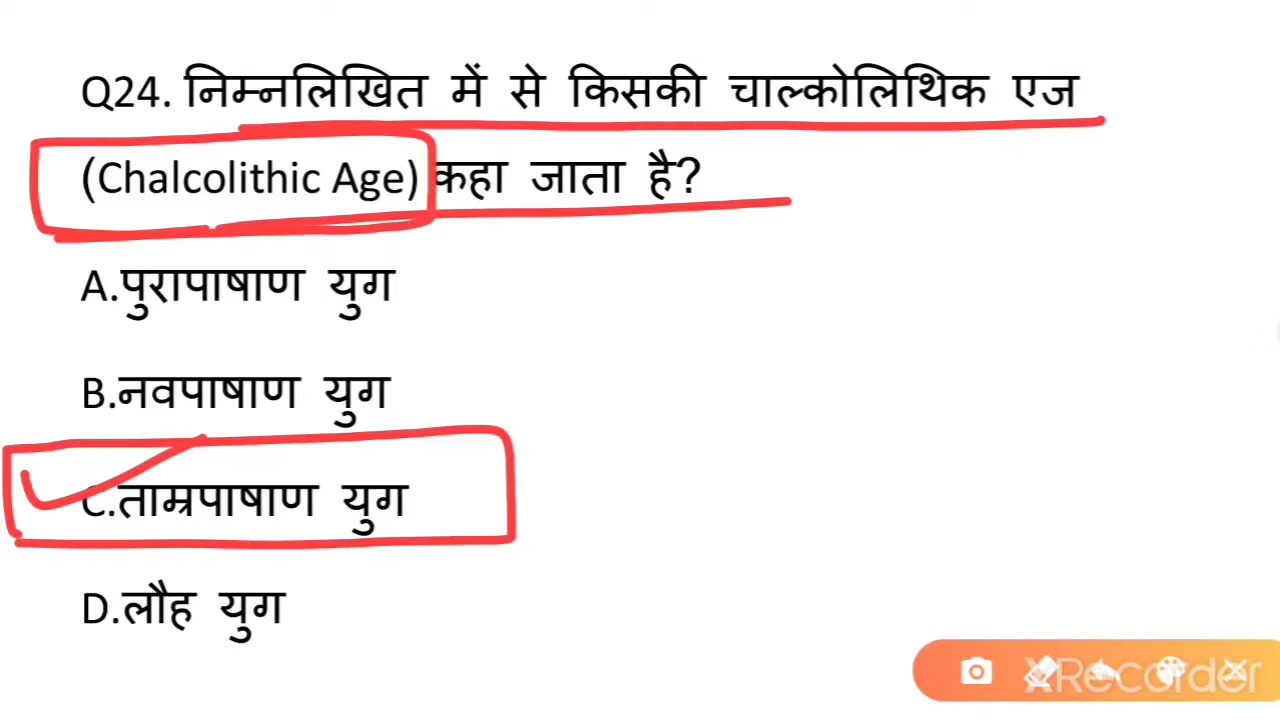 Q24. निम्नलिखित में से किसकी चाल्कोलिथिक एज
(Chalcolithic Age) कहा जाता है?
A.पुरापाषाण युग
B.नवपाषाण युग
C.ताम्रपाषाण युग
D.लौह युग
XRecorder